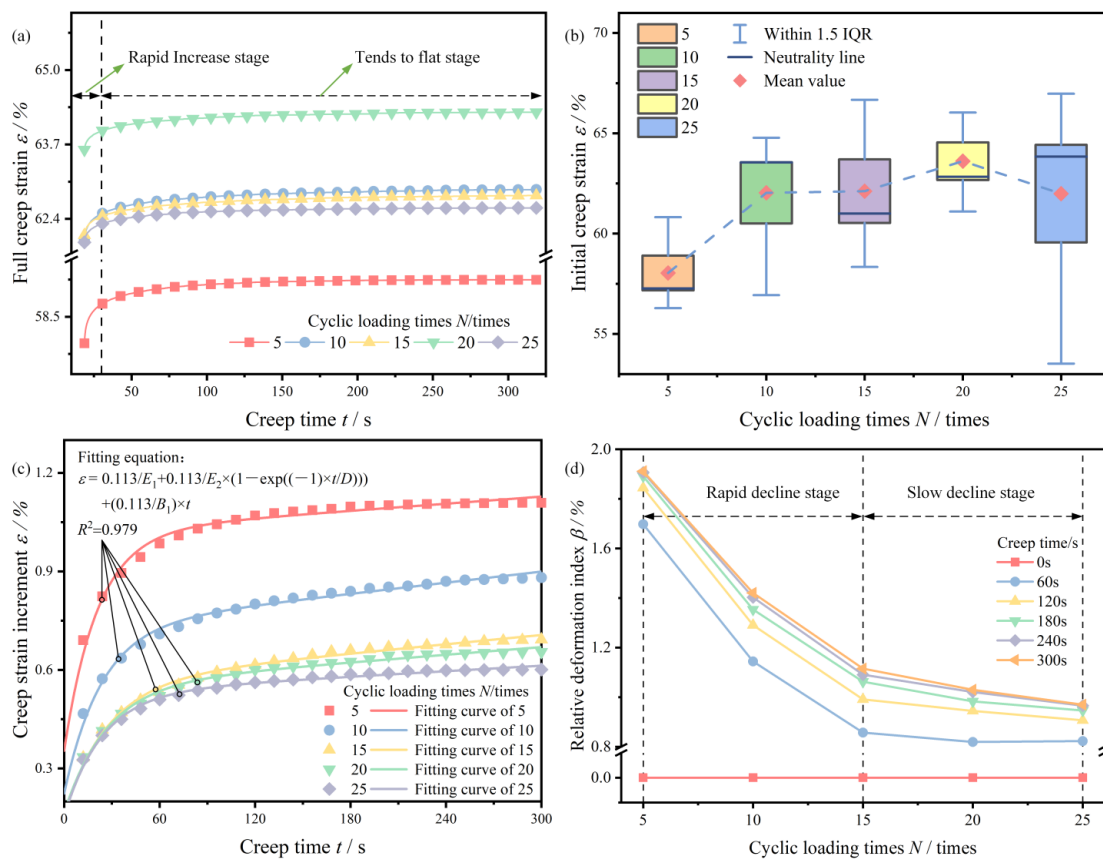 (a)
Rapid Increase stage
Tends to flat stage
65.0
63.7
62.4
58.5
Full creep strain ε / %
Cyclic loading times N/times
5 10 15 20 25
50 100 150 200 250 300
Creep time t / s
(b)
5
10
15
20
25
Within 1.5 IQR
Neutrality line
Mean value
70
65
60
55
Initial creep strain ε / %
5 10 15 20 25
Cyclic loading times N / times
(c)
Fitting equation:
ε = 0.113/E₁+0.113/E₂×(1−exp((−1)×t/D)))
+(0.113/B₁)×t
R²=0.979
1.2
0.9
0.6
0.3
Creep strain increment ε / %
Cyclic loading times N/times
5 Fitting curve of 5
10 Fitting curve of 10
15 Fitting curve of 15
20 Fitting curve of 20
25 Fitting curve of 25
0 60 120 180 240 300
Creep time t / s
(d)
Rapid decline stage
Slow decline stage
Creep time/s
0s
60s
120s
180s
240s
300s
2.0
1.6
1.2
0.8
0.0
Relative deformation index β / %
5 10 15 20 25
Cyclic loading times N / times